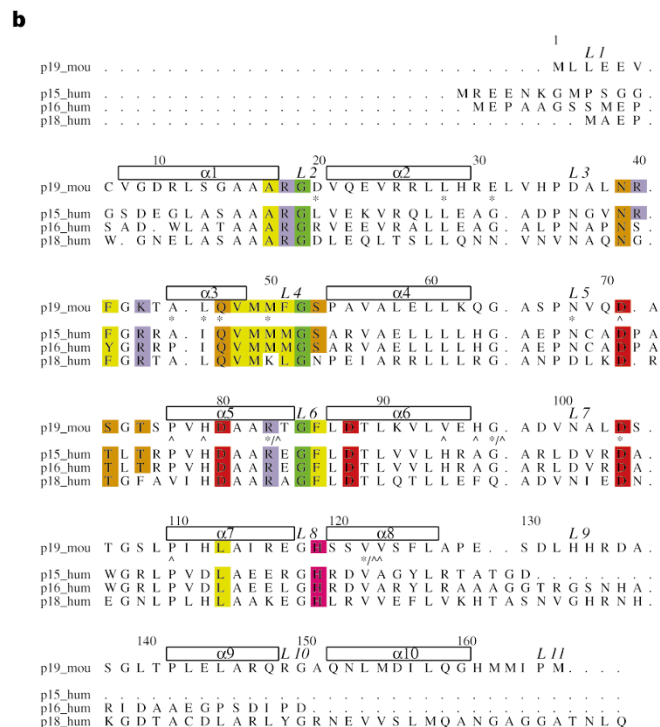 b
1
L1
p19_mou . . . . . . . . . . . . . . . . . . . . . . . . . . . . M L L E E V
p15_hum . . . . . . . . . . . . . . . . . . . . . . M R E E N K G M P S G G .
p16_hum . . . . . . . . . . . . . . . . . . . . . . . M E P A A G S S M E P
p18_hum . . . . . . . . . . . . . . . . . . . . . . . . . . . . . . M A E P
10 α1 L2 20 α2 30 L3 40
p19_mou C V G D R L S G A A A R G D V Q E V R R L L H R E L V H P D A L N R .
* * *
p15_hum G S D E G L A S A A A R G L V E K V R Q L L E A G . A D P N G V N R
p16_hum S A D . W L A T A A A G R V E E V R A L L E A G . A L P N A P N S .
p18_hum W . G N E L A S A A A R G D L E Q L T S L L Q N N . V N V N A Q N G .
α3 50 L4 α4 60 L5 70
p19_mou F G K T A . L Q V M M F G S P A V A L E L L K Q G . A S P N V Q D . A
* * * * * ^
p15_hum F G R R A . I Q V M M M G S A R V A E L L L L H G . A E P N C A D P A
p16_hum Y G R R P . I Q V M M M G S A R V A E L L L L H G . A E P N C A D P A
p18_hum F G R T A . L Q V M K L G N P E I A R R L L L R G . A N P D L K D . R
80 α5 L6 90 α6 100 L7
p19_mou S G T S P V H D A A R T G F L D T L K V L V E H G . A D V N A L D S .
^ ^ */^ ^ ^ */^ *
p15_hum T L T R P V H D A A R E G F L D T L V V L H R A G . A R L D V R D A .
p16_hum T L T R P V H D A A R E G F L D T L V V L H R A G . A R L D V R D A .
p18_hum T G F A V I H D A A R A G F L D T L Q T L L E F Q . A D V N I E D N .
110 α7 L8 120 α8 130 L9
p19_mou T G S L P I H L A I R E G H S S V V S F L A P E . S D L H H R D A .
^ */^^
p15_hum W G R L P V D L A E E R G H R D V A G Y L R T A T G D . . . . . . .
p16_hum W G R L P V D L A E E L G H R D V A R Y L R A A A G G T R G S N H A .
p18_hum E G N L P L H L A A K E G H L R V V E F L V K H T A S N V G H R N H .
140 α9 L10 150 α10 160 L11
p19_mou S G L T P L E L A R Q R G A Q N L M D I L Q G H M M I P M . . . .
p15_hum . . . . . . . . . . . . . . . . . . . . . . . . . . . . . . . . .
p16_hum R I D A A E G P S D I P D . . . . . . . . . . . . . . . . . . . .
p18_hum K G D T A C D L A R L Y G R N E V V S L M Q A N G A G G A T N L Q